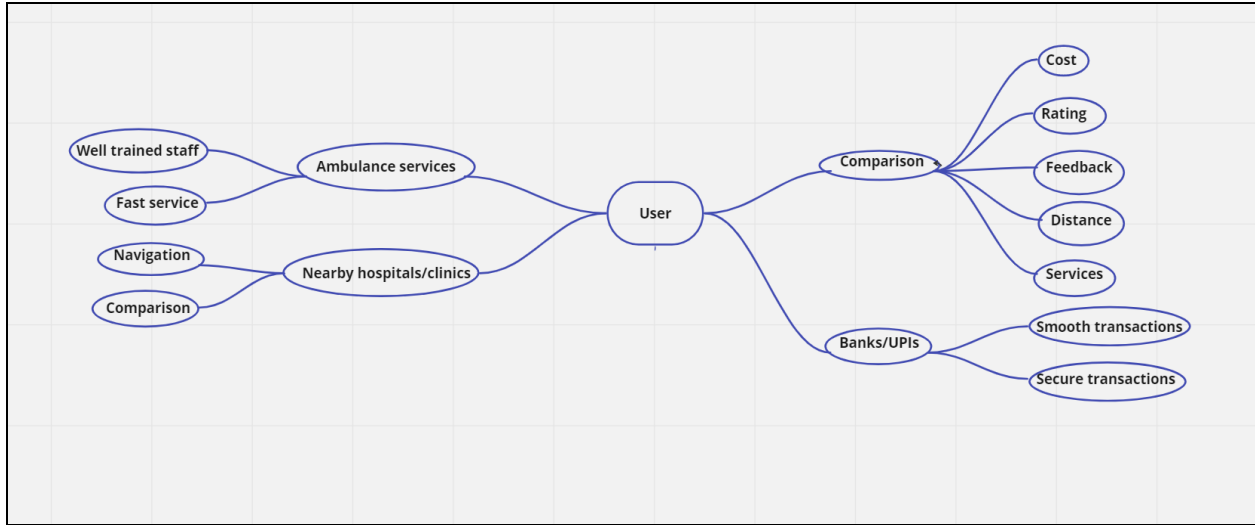 Well trained staff
Fast service
Ambulance services
Navigation
Comparison
Nearby hospitals/clinics
User
Comparison
Cost
Rating
Feedback
Distance
Services
Banks/UPIs
Smooth transactions
Secure transactions